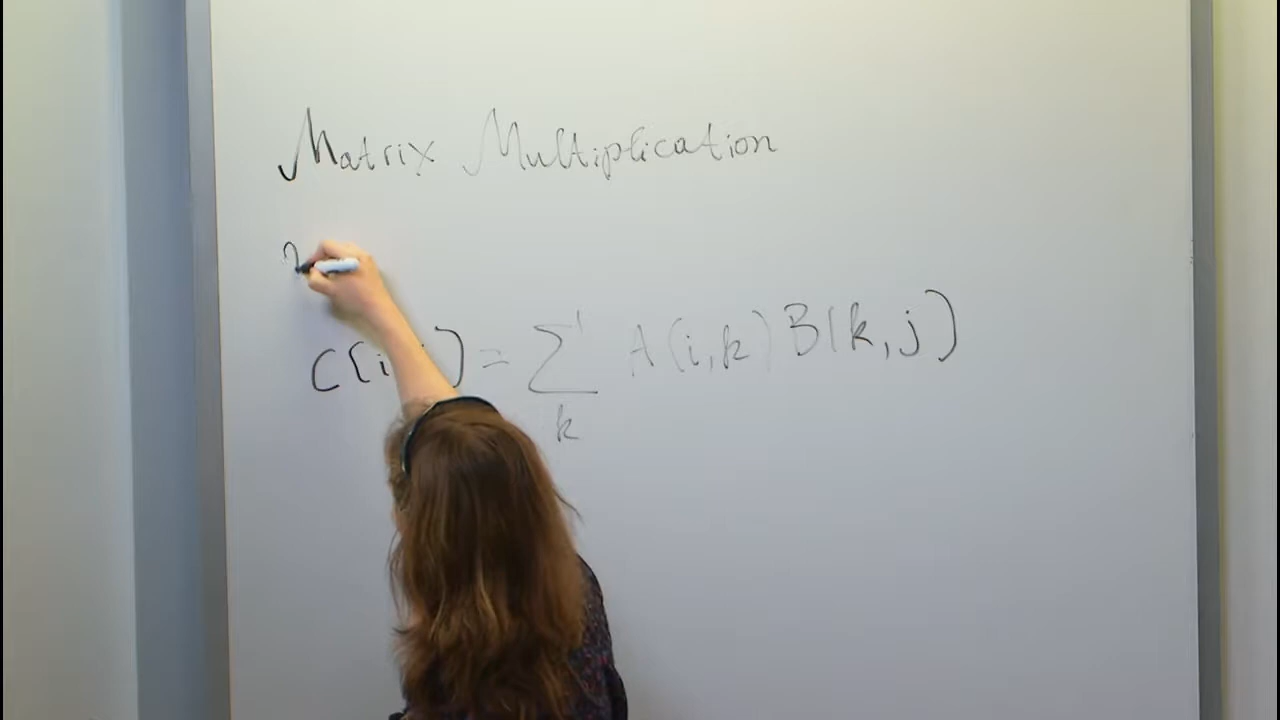 Matrix Multiplication
C(i,j) = ∑ A(i,k) B(k,j)
k